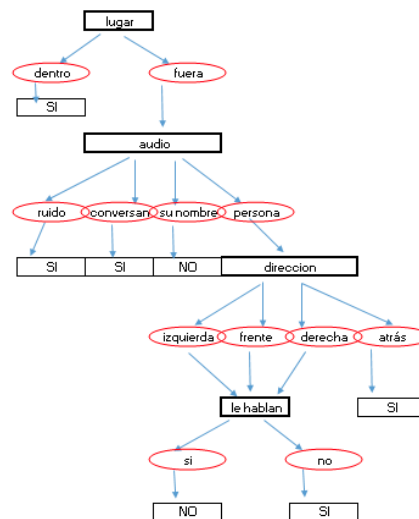 lugar
dentro fuera
SI
audio
ruido conversan su nombre persona
SI SI NO direccion
izquierda frente derecha atrás
le hablan SI
si no
NO SI